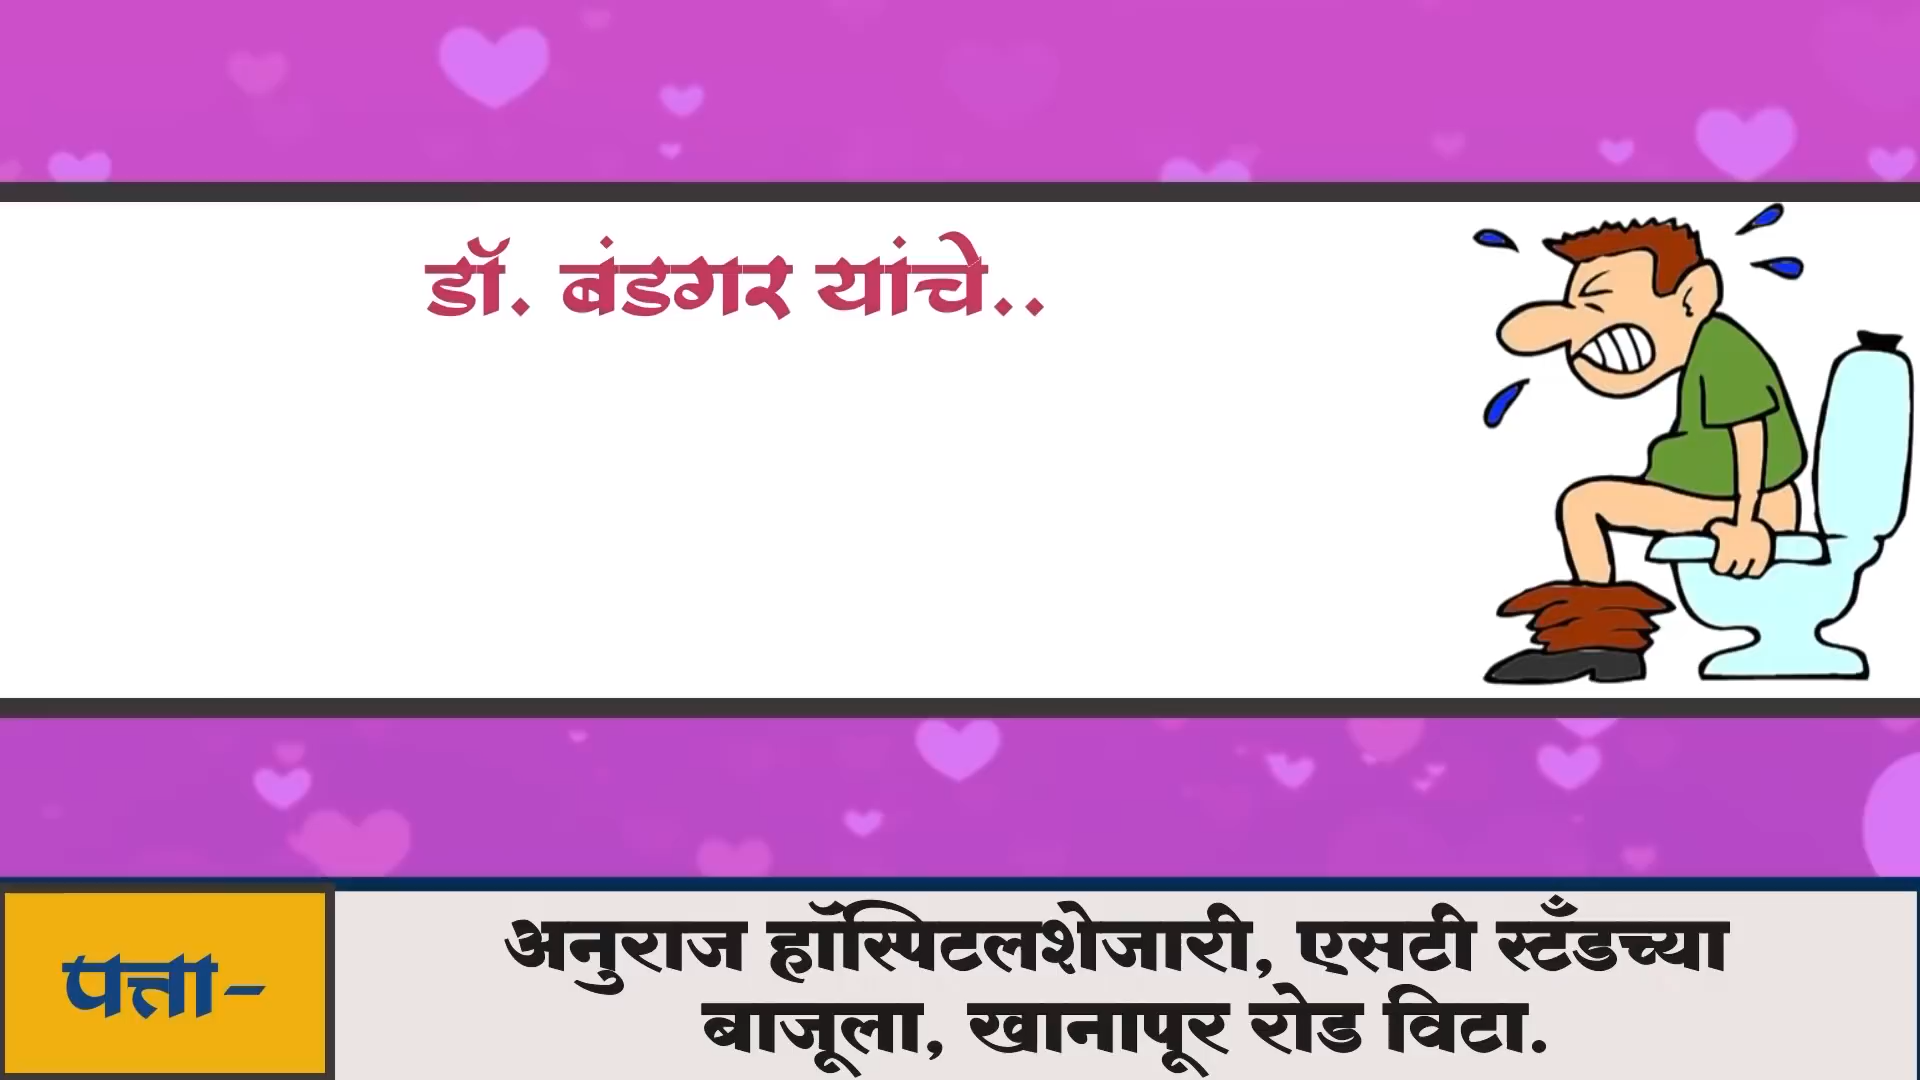 डॉ. बंडगर यांचे..
पत्ता-
अनुराज हॉस्पिटलशेजारी, एसटी स्टँडच्या
बाजूला, खानापूर रोड विटा.